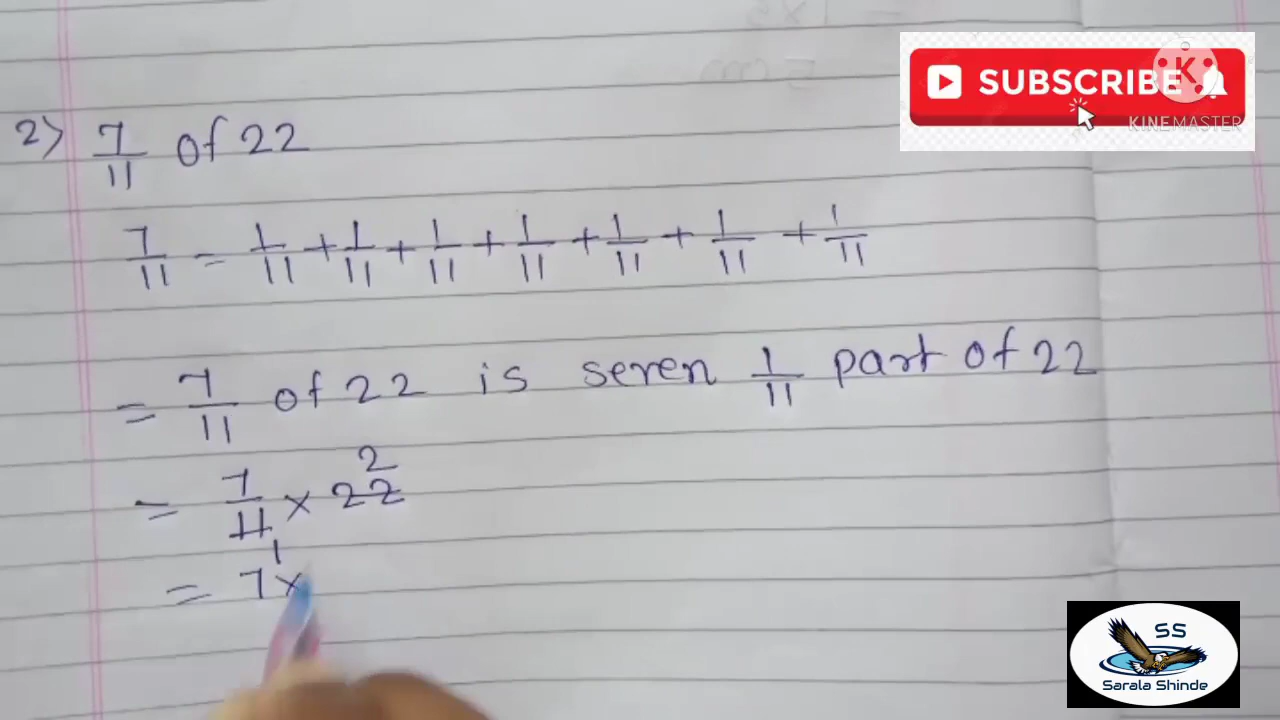 SUBSCRIBE
KINEMASTER
2) 7/11 of 22
7/11 = 1/11 + 1/11 + 1/11 + 1/11 + 1/11 + 1/11 + 1/11
= 7/11 of 22 is seren 1/11 part of 22
2
= 7/11 × 22
1
= 7 ×
SS
Sarala Shinde